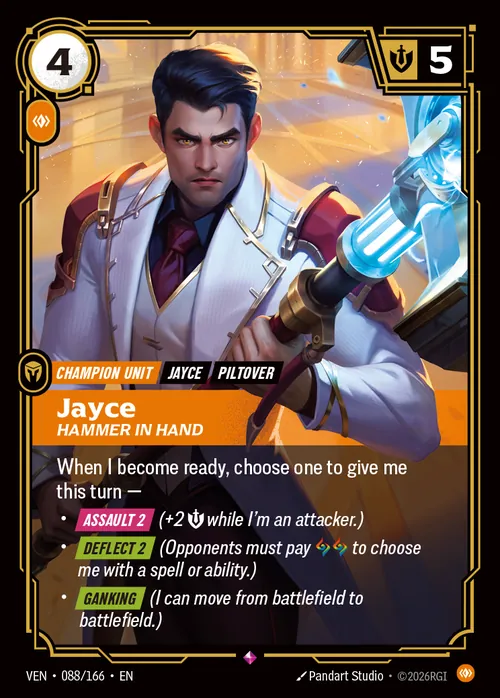 4
5
CHAMPION UNIT / JAYCE / PILTOVER
Jayce
HAMMER IN HAND
When I become ready, choose one to give me
this turn —
• ASSAULT 2 (+2 while I'm an attacker.)
• DEFLECT 2 (Opponents must pay to choose
me with a spell or ability.)
• GANKING (I can move from battlefield to
battlefield.)
VEN • 088/166 • EN
Pandart Studio • ©2026RGI